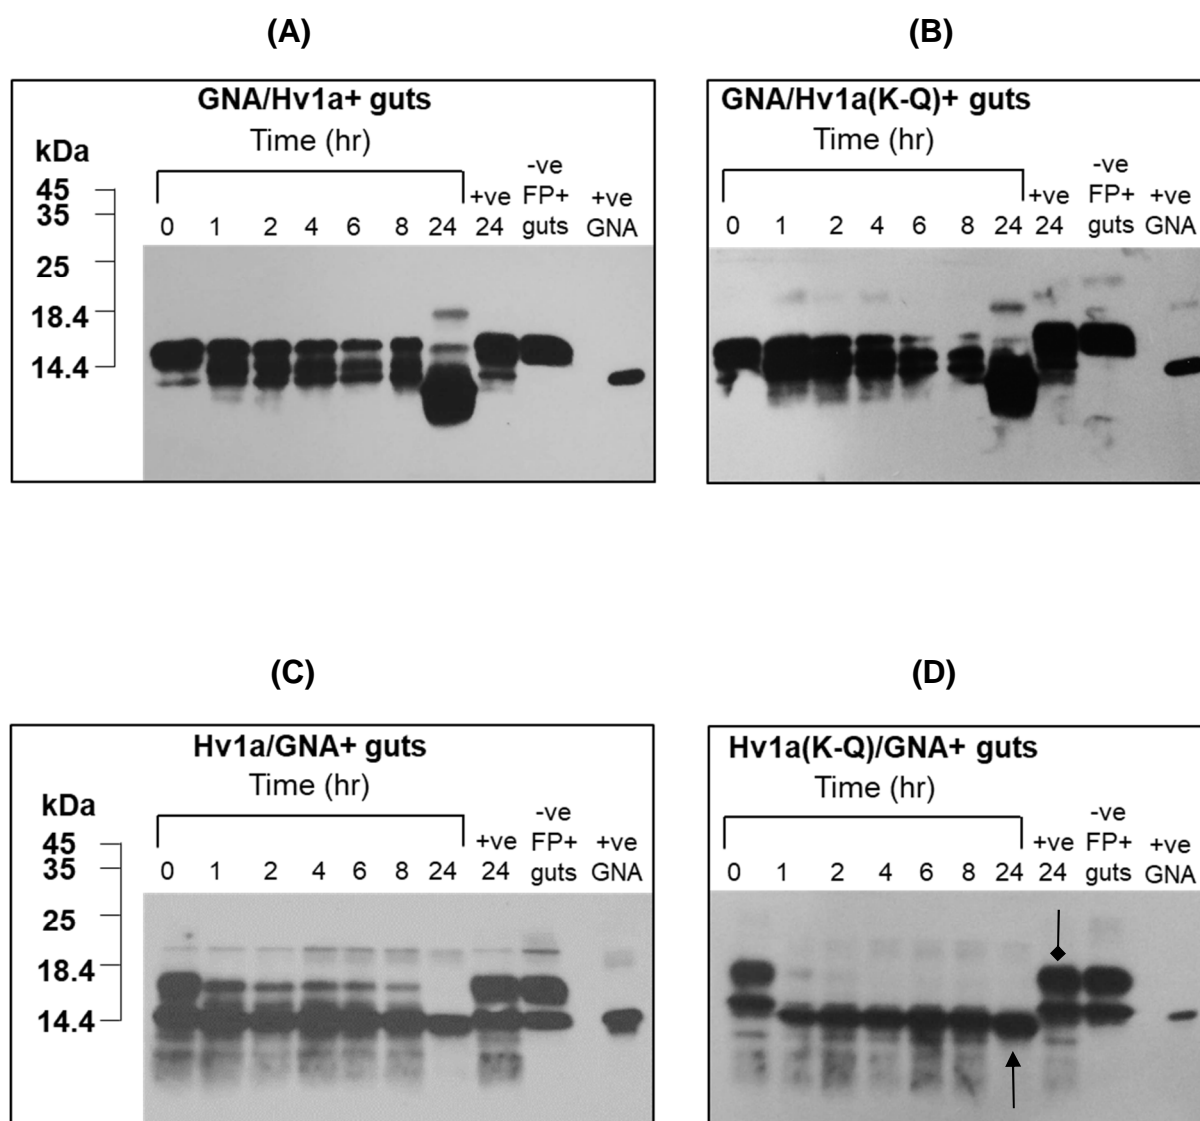 (A)
GNA/Hv1a+ guts
Time (hr)
kDa
45
35
25
18.4
14.4
0 1 2 4 6 8 24
+ve
24
-ve
FP+
guts
+ve
GNA
(B)
GNA/Hv1a(K-Q)+ guts
Time (hr)
0 1 2 4 6 8 24
+ve
24
-ve
FP+
guts
+ve
GNA
(C)
Hv1a/GNA+ guts
Time (hr)
kDa
45
35
25
18.4
14.4
0 1 2 4 6 8 24
+ve
24
-ve
FP+
guts
+ve
GNA
(D)
Hv1a(K-Q)/GNA+ guts
Time (hr)
0 1 2 4 6 8 24
+ve
24
-ve
FP+
guts
+ve
GNA